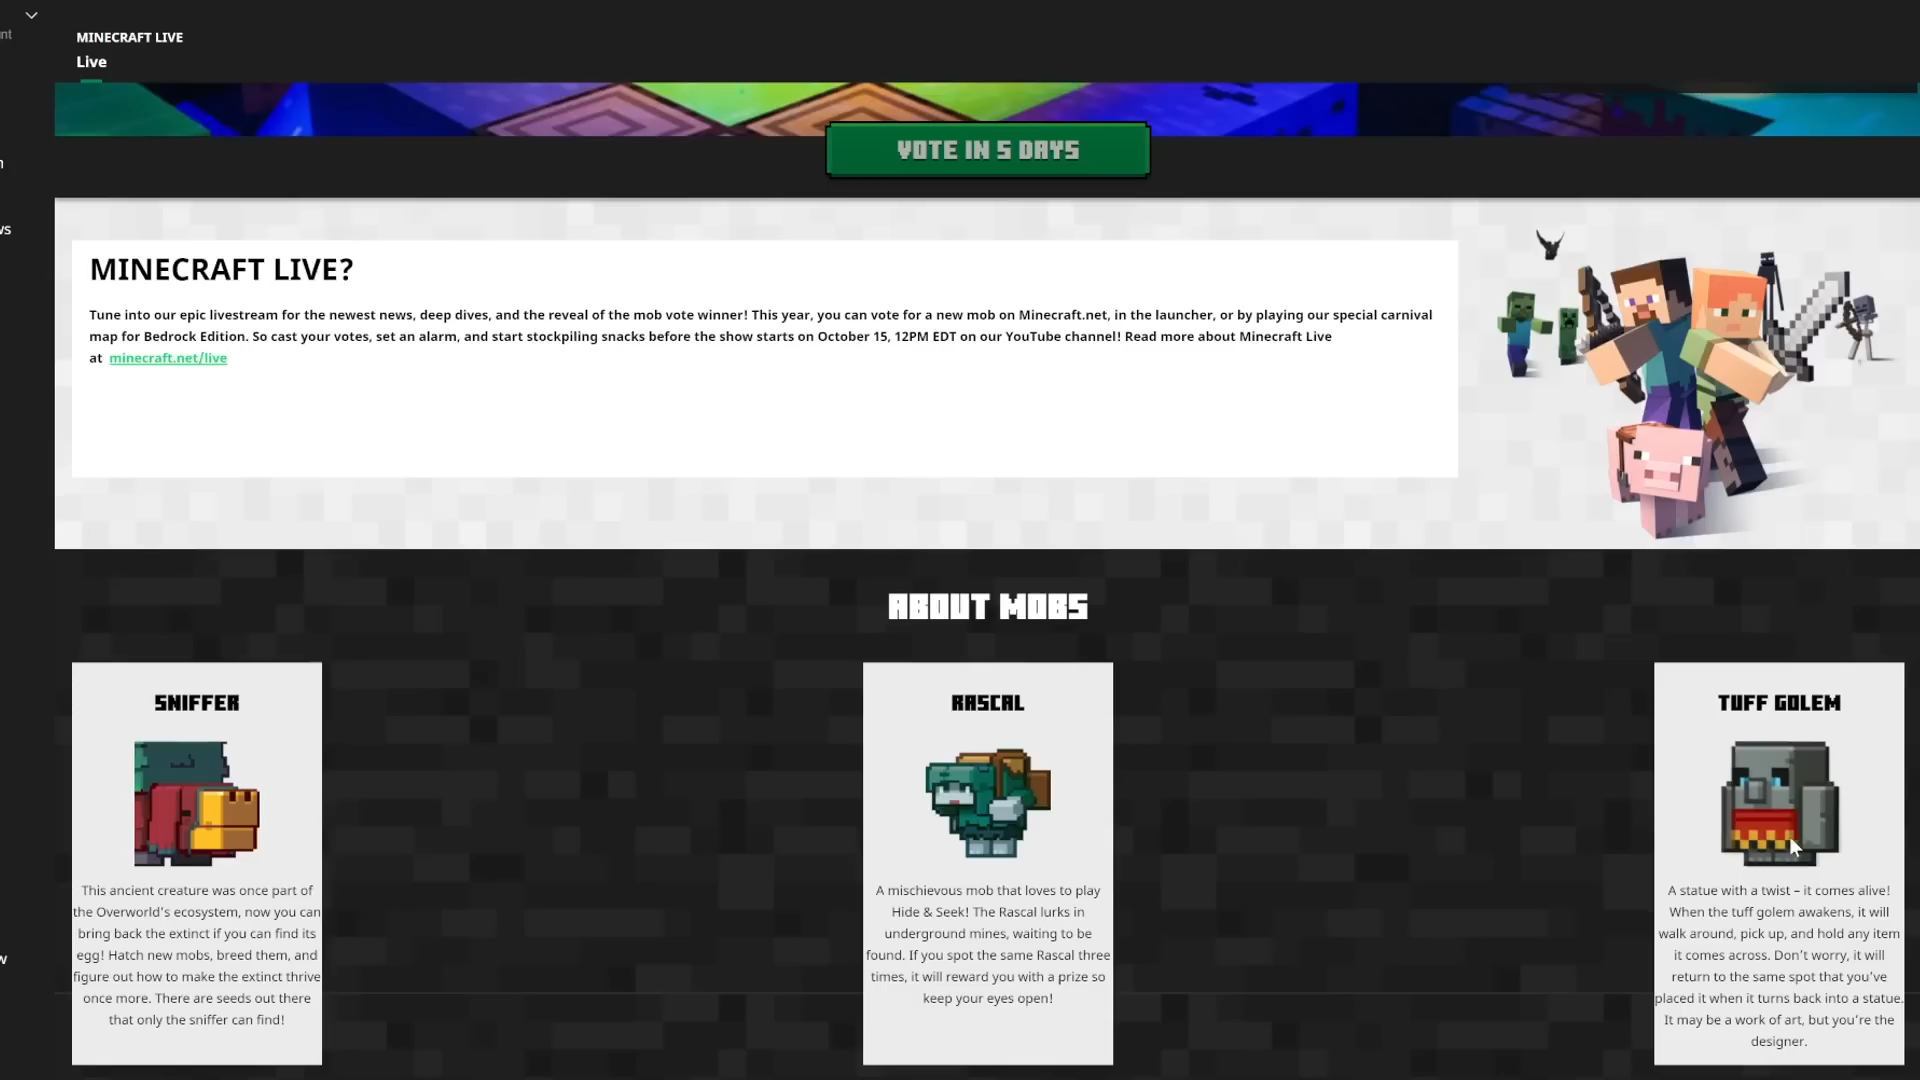 nt
MINECRAFT LIVE
Live
VOTE IN 5 DAYS
MINECRAFT LIVE?
Tune into our epic livestream for the newest news, deep dives, and the reveal of the mob vote winner! This year, you can vote for a new mob on Minecraft.net, in the launcher, or by playing our special carnival
map for Bedrock Edition. So cast your votes, set an alarm, and start stockpiling snacks before the show starts on October 15, 12PM EDT on our YouTube channel! Read more about Minecraft Live
at minecraft.net/live
ABOUT MOBS
SNIFFER
This ancient creature was once part of
the Overworld's ecosystem, now you can
bring back the extinct if you can find its
egg! Hatch new mobs, breed them, and
figure out how to make the extinct thrive
once more. There are seeds out there
that only the sniffer can find!
RASCAL
A mischievous mob that loves to play
Hide & Seek! The Rascal lurks in
underground mines, waiting to be
found. If you spot the same Rascal three
times, it will reward you with a prize so
keep your eyes open!
TUFF GOLEM
A statue with a twist – it comes alive!
When the tuff golem awakens, it will
walk around, pick up, and hold any item
it comes across. Don't worry, it will
return to the same spot that you've
placed it when it turns back into a statue.
It may be a work of art, but you're the
designer.